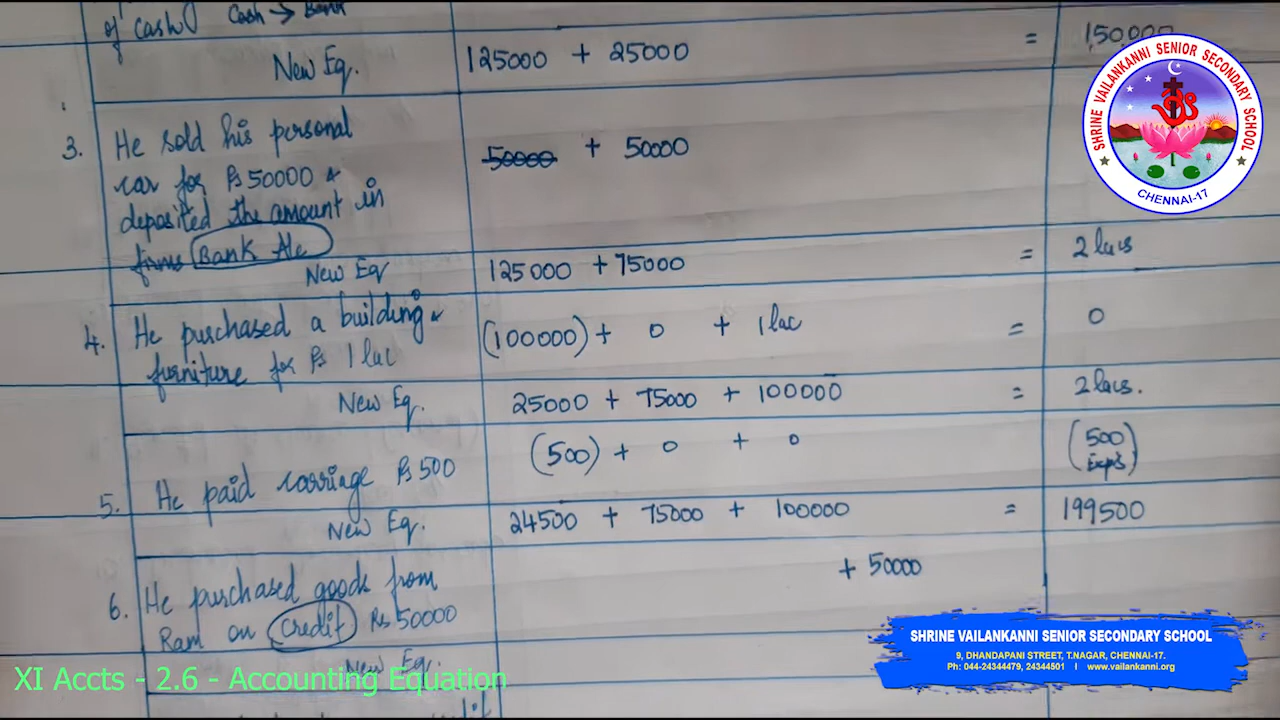 of cash) Cash → Bank
New Eq. 125000 + 25000 = 150,000
3. He sold his personal + 50000
car for ₨ 50000 &
deposited the amount in
Bank A/c
New Eq 125000 + 75000 = 2 lacs
4. He purchased a building & (100000) + 0 + 1 lac = 0
furniture for ₨ 1 lac
New Eq. 25000 + 75000 + 100000 = 2 lacs.
5. He paid carriage ₨ 500 (500) + 0 + 0 (500
Exps)
New Eq. 24500 + 75000 + 100000 = 199500
6. He purchased goods from + 50000
Ram on (credit) Rs 50000
New Eq.
XI Accts - 2.6 - Accounting Equation
SHRINE VAILANKANNI SENIOR SECONDARY SCHOOL
CHENNAI-17
SHRINE VAILANKANNI SENIOR SECONDARY SCHOOL
9, DHANDAPANI STREET, T.NAGAR, CHENNAI-17.
Ph: 044-24344479, 24344501 I www.vailankanni.org